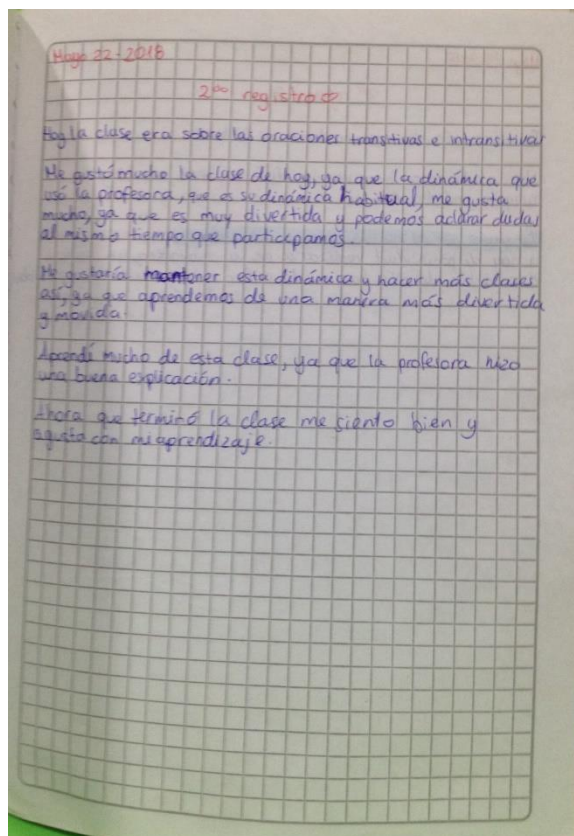 Mayo 22-2018
2do registro
Hoy la clase era sobre las oraciones transitivas e intransitivas
Me gustó mucho la clase de hoy, ya que la dinámica que
usó la profesora, que es su dinámica habitual, me gusta
mucho, ya que es muy divertida y podemos aclarar dudas
al mismo tiempo que participamos.
Me gustaría mantener esta dinámica y hacer más clases
así, ya que aprendemos de una manera más divertida
y movida.
Aprendí mucho de esta clase, ya que la profesora hizo
una buena explicación.
Ahora que terminó la clase me siento bien y
agusto con mi aprendizaje.